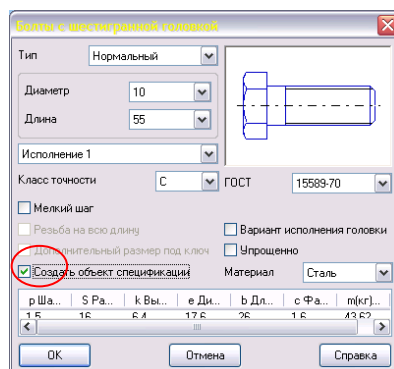 Болты с шестигранной головкой
Тип Нормальный
Диаметр 10
Длина 55
Исполнение 1
Класс точности C ГОСТ 15589-70
Мелкий шаг
Резьба на всю длину Вариант исполнения головки
Дополнительный размер под ключ Упрощенно
Создать объект спецификации Материал Сталь
p Ша... S Ра... k Вы... e Ди... b Дл... c Фа... m(кг)...
1.5 16 6.4 17.6 26 1.6 43.62
OK Отмена Справка